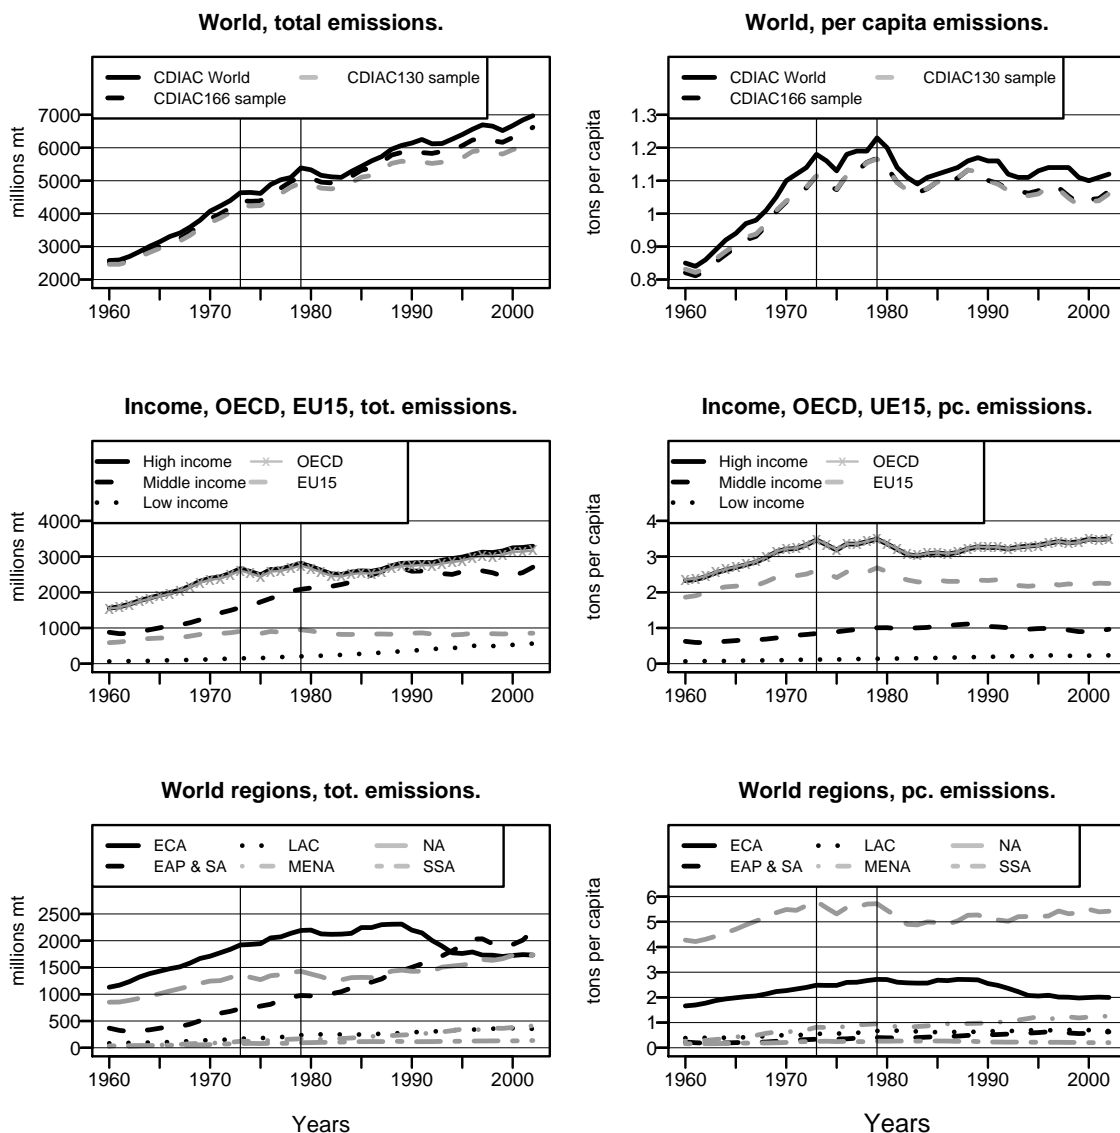 World, total emissions.
CDIAC World
CDIAC130 sample
CDIAC166 sample
millions mt
7000
6000
5000
4000
3000
2000
1960
1970
1980
1990
2000
World, per capita emissions.
CDIAC World
CDIAC130 sample
CDIAC166 sample
tons per capita
1.3
1.2
1.1
1
0.9
0.8
1960
1970
1980
1990
2000
Income, OECD, EU15, tot. emissions.
High income
OECD
Middle income
EU15
Low income
millions mt
4000
3000
2000
1000
0
1960
1970
1980
1990
2000
Income, OECD, UE15, pc. emissions.
High income
OECD
Middle income
EU15
Low income
tons per capita
4
3
2
1
0
1960
1970
1980
1990
2000
World regions, tot. emissions.
ECA
LAC
NA
EAP & SA
MENA
SSA
millions mt
2500
2000
1500
1000
500
0
1960
1970
1980
1990
2000
Years
World regions, pc. emissions.
ECA
LAC
NA
EAP & SA
MENA
SSA
tons per capita
6
5
4
3
2
1
0
1960
1970
1980
1990
2000
Years